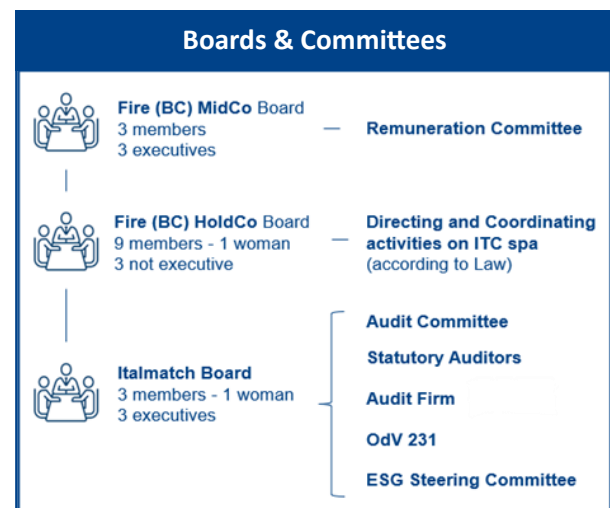 Boards & Committees
Fire (BC) MidCo Board
3 members
3 executives
— Remuneration Committee
Fire (BC) HoldCo Board
9 members - 1 woman
3 not executive
— Directing and Coordinating
activities on ITC spa
(according to Law)
Italmatch Board
3 members - 1 woman
3 executives
Audit Committee
Statutory Auditors
Audit Firm
OdV 231
ESG Steering Committee